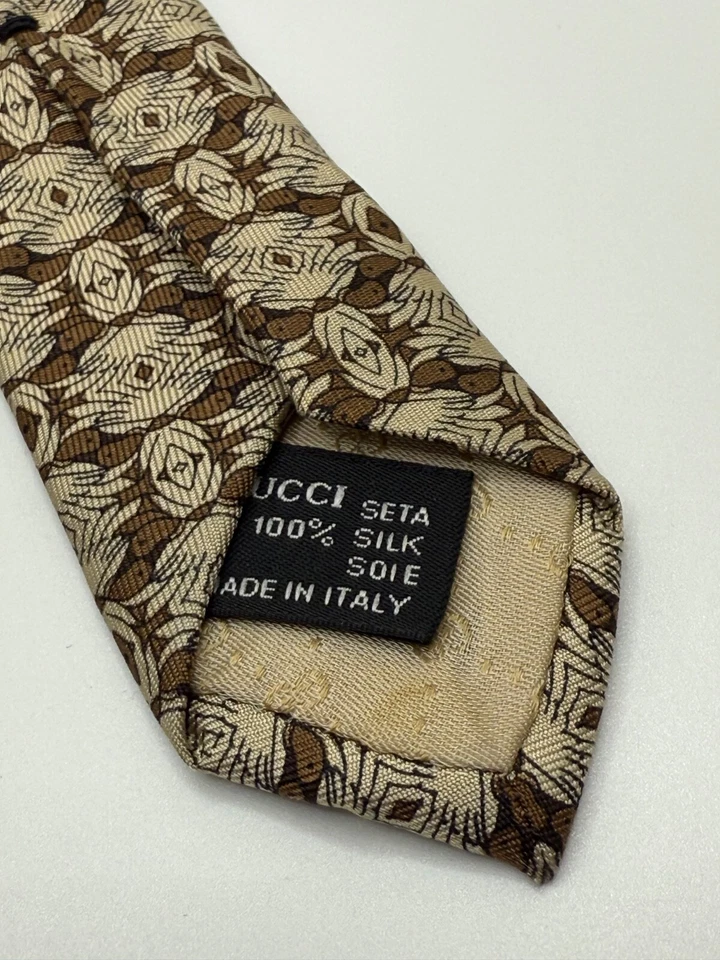 UCCI SETA
100% SILK
SOIE
ADE IN ITALY